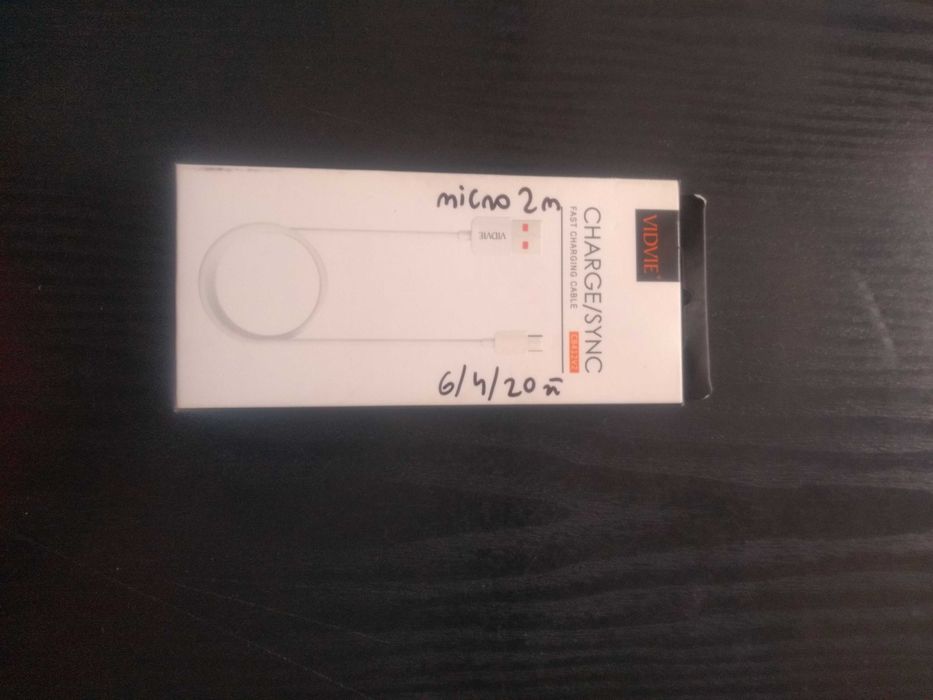 VIDVIE
CHARGE/SYNC
FAST CHARGING CABLE
micro 2m
VIDVIE
6/4/20